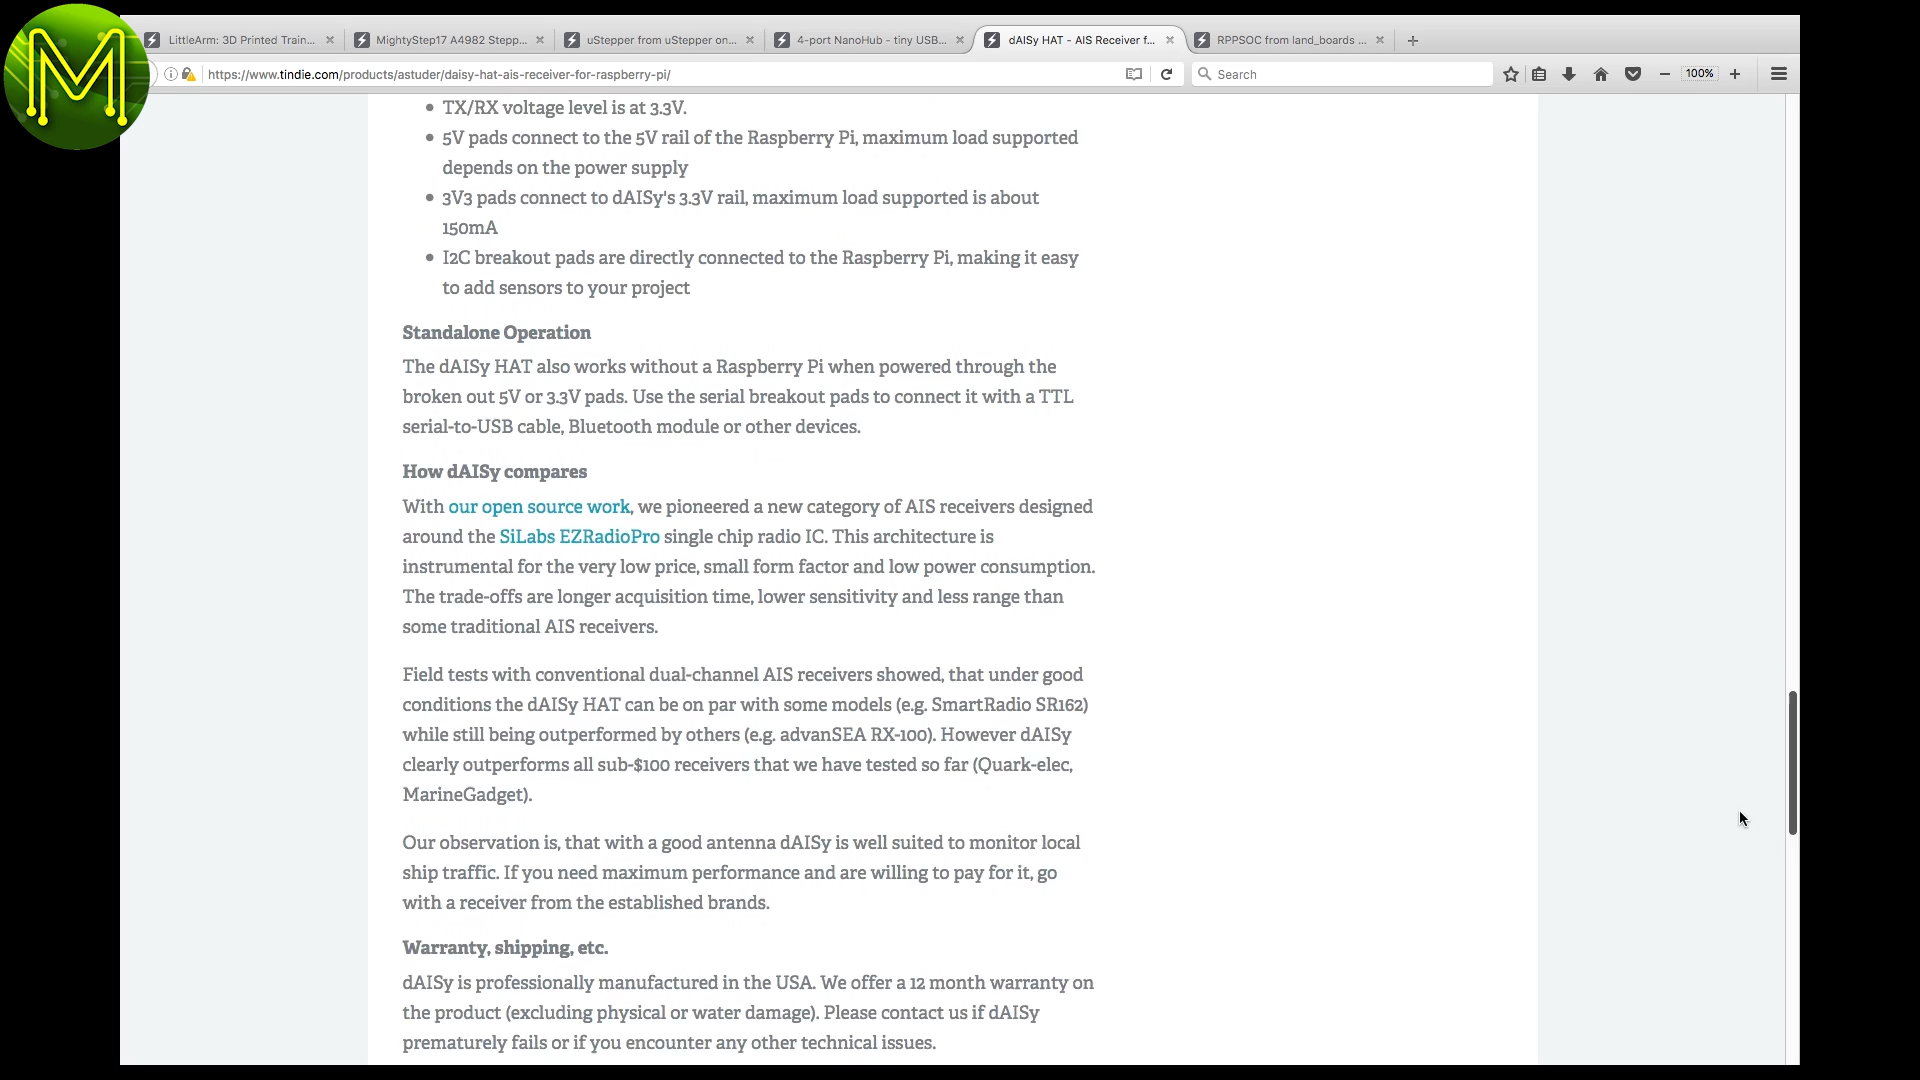 M
LittleArm: 3D Printed Train...
MightyStep17 A4982 Stepp...
uStepper from uStepper on...
4-port NanoHub - tiny USB...
dAISy HAT - AIS Receiver f...
RPPSOC from land_boards ...
https://www.tindie.com/products/astuder/daisy-hat-ais-receiver-for-raspberry-pi/
Search
100%
• TX/RX voltage level is at 3.3V.
• 5V pads connect to the 5V rail of the Raspberry Pi, maximum load supported
depends on the power supply
• 3V3 pads connect to dAISy's 3.3V rail, maximum load supported is about
150mA
• I2C breakout pads are directly connected to the Raspberry Pi, making it easy
to add sensors to your project
Standalone Operation
The dAISy HAT also works without a Raspberry Pi when powered through the
broken out 5V or 3.3V pads. Use the serial breakout pads to connect it with a TTL
serial-to-USB cable, Bluetooth module or other devices.
How dAISy compares
With our open source work, we pioneered a new category of AIS receivers designed
around the SiLabs EZRadioPro single chip radio IC. This architecture is
instrumental for the very low price, small form factor and low power consumption.
The trade-offs are longer acquisition time, lower sensitivity and less range than
some traditional AIS receivers.
Field tests with conventional dual-channel AIS receivers showed, that under good
conditions the dAISy HAT can be on par with some models (e.g. SmartRadio SR162)
while still being outperformed by others (e.g. advanSEA RX-100). However dAISy
clearly outperforms all sub-$100 receivers that we have tested so far (Quark-elec,
MarineGadget).
Our observation is, that with a good antenna dAISy is well suited to monitor local
ship traffic. If you need maximum performance and are willing to pay for it, go
with a receiver from the established brands.
Warranty, shipping, etc.
dAISy is professionally manufactured in the USA. We offer a 12 month warranty on
the product (excluding physical or water damage). Please contact us if dAISy
prematurely fails or if you encounter any other technical issues.